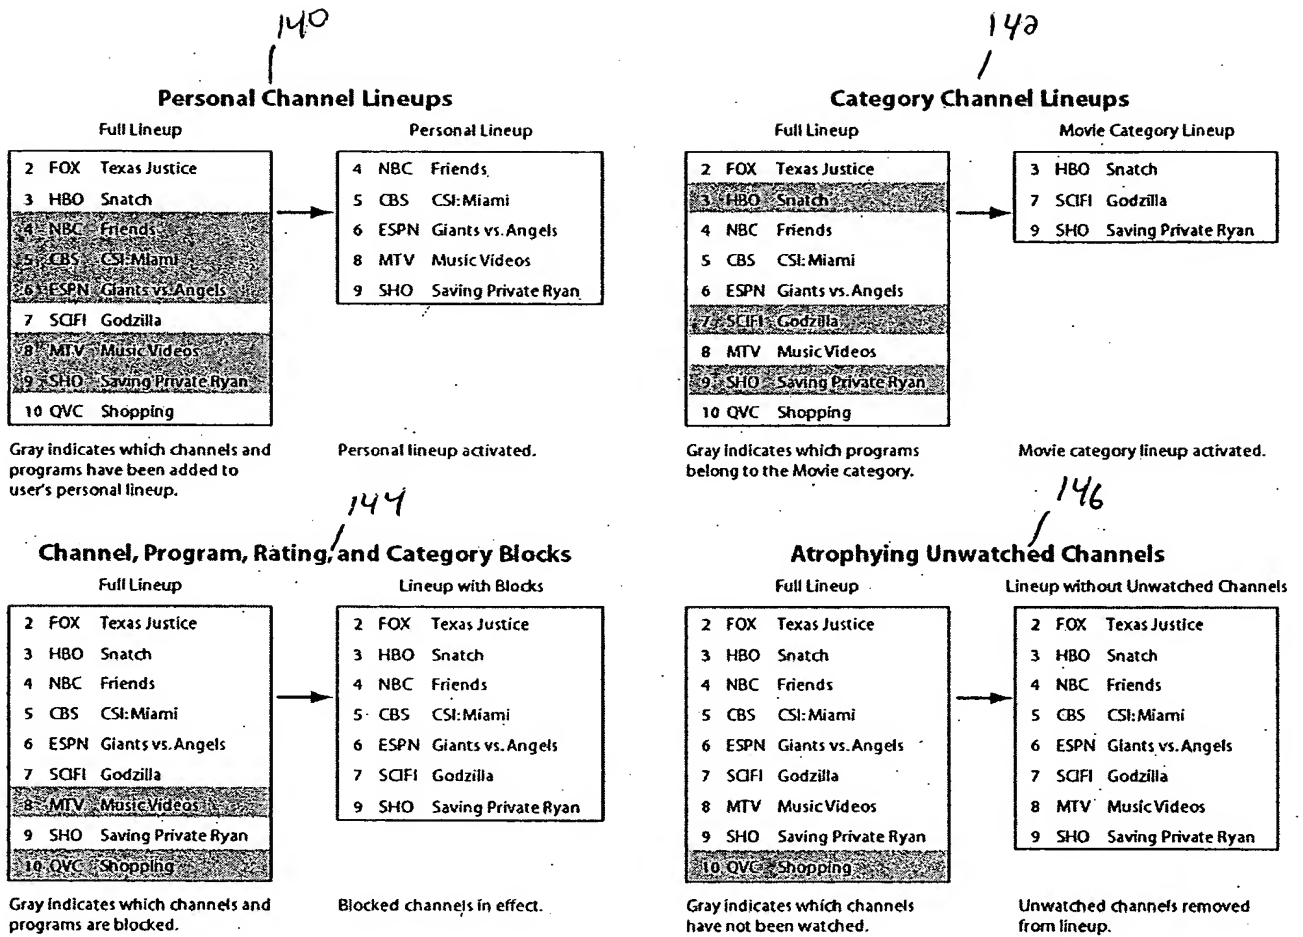 140
Personal Channel Lineups
Full Lineup
2 FOX Texas Justice
3 HBO Snatch
4 NBC Friends
5 CBS CSI: Miami
6 ESPN Giants vs. Angels
7 SCIFI Godzilla
8 MTV Music Videos
9 SHO Saving Private Ryan
10 QVC Shopping
Gray indicates which channels and
programs have been added to
user's personal lineup.
Personal Lineup
4 NBC Friends
5 CBS CSI: Miami
6 ESPN Giants vs. Angels
8 MTV Music Videos
9 SHO Saving Private Ryan
Personal lineup activated.
142
Category Channel Lineups
Full Lineup
2 FOX Texas Justice
3 HBO Snatch
4 NBC Friends
5 CBS CSI: Miami
6 ESPN Giants vs. Angels
7 SCIFI Godzilla
8 MTV Music Videos
9 SHO Saving Private Ryan
10 QVC Shopping
Gray indicates which programs
belong to the Movie category.
Movie Category Lineup
3 HBO Snatch
7 SCIFI Godzilla
9 SHO Saving Private Ryan
Movie category lineup activated.
144
Channel, Program, Rating, and Category Blocks
Full Lineup
2 FOX Texas Justice
3 HBO Snatch
4 NBC Friends
5 CBS CSI: Miami
6 ESPN Giants vs. Angels
7 SCIFI Godzilla
8 MTV Music Videos
9 SHO Saving Private Ryan
10 QVC Shopping
Gray indicates which channels and
programs are blocked.
Lineup with Blocks
2 FOX Texas Justice
3 HBO Snatch
4 NBC Friends
5 CBS CSI: Miami
6 ESPN Giants vs. Angels
7 SCIFI Godzilla
9 SHO Saving Private Ryan
Blocked channels in effect.
146
Atrophying Unwatched Channels
Full Lineup
2 FOX Texas Justice
3 HBO Snatch
4 NBC Friends
5 CBS CSI: Miami
6 ESPN Giants vs. Angels
7 SCIFI Godzilla
8 MTV Music Videos
9 SHO Saving Private Ryan
10 QVC Shopping
Gray indicates which channels
have not been watched.
Lineup without Unwatched Channels
2 FOX Texas Justice
3 HBO Snatch
4 NBC Friends
5 CBS CSI: Miami
6 ESPN Giants vs. Angels
7 SCIFI Godzilla
8 MTV Music Videos
9 SHO Saving Private Ryan
Unwatched channels removed
from lineup.